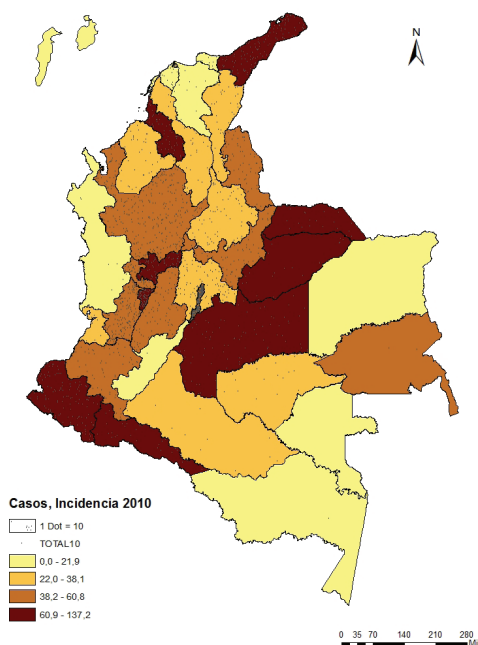 N
Casos, Incidencia 2010
1 Dot = 10
TOTAL10
0,0 - 21,9
22,0 - 38,1
38,2 - 60,8
60,9 - 137,2
0 35 70 140 210 280
Mi